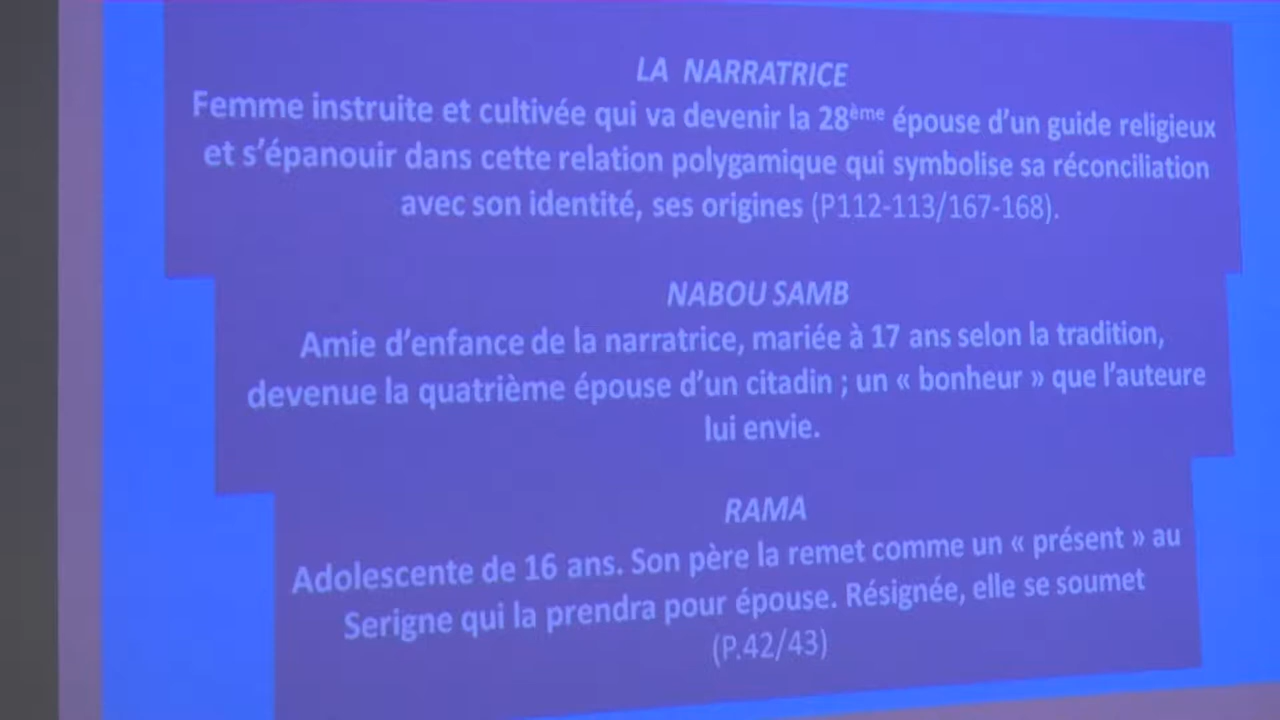 LA NARRATRICE
Femme instruite et cultivée qui va devenir la 28ème épouse d'un guide religieux
et s'épanouir dans cette relation polygamique qui symbolise sa réconciliation
avec son identité, ses origines (P112-113/167-168).
NABOU SAMB
Amie d'enfance de la narratrice, mariée à 17 ans selon la tradition,
devenue la quatrième épouse d'un citadin ; un « bonheur » que l'auteure
lui envie.
RAMA
Adolescente de 16 ans. Son père la remet comme un « présent » au
Serigne qui la prendra pour épouse. Résignée, elle se soumet
(P.42/43)